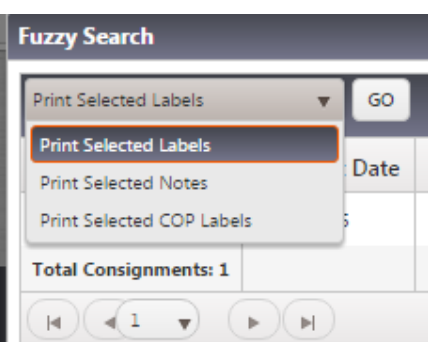 Fuzzy Search
Print Selected Labels
GO
Print Selected Labels
Date
Print Selected Notes
Print Selected COP Labels
Total Consignments: 1
1